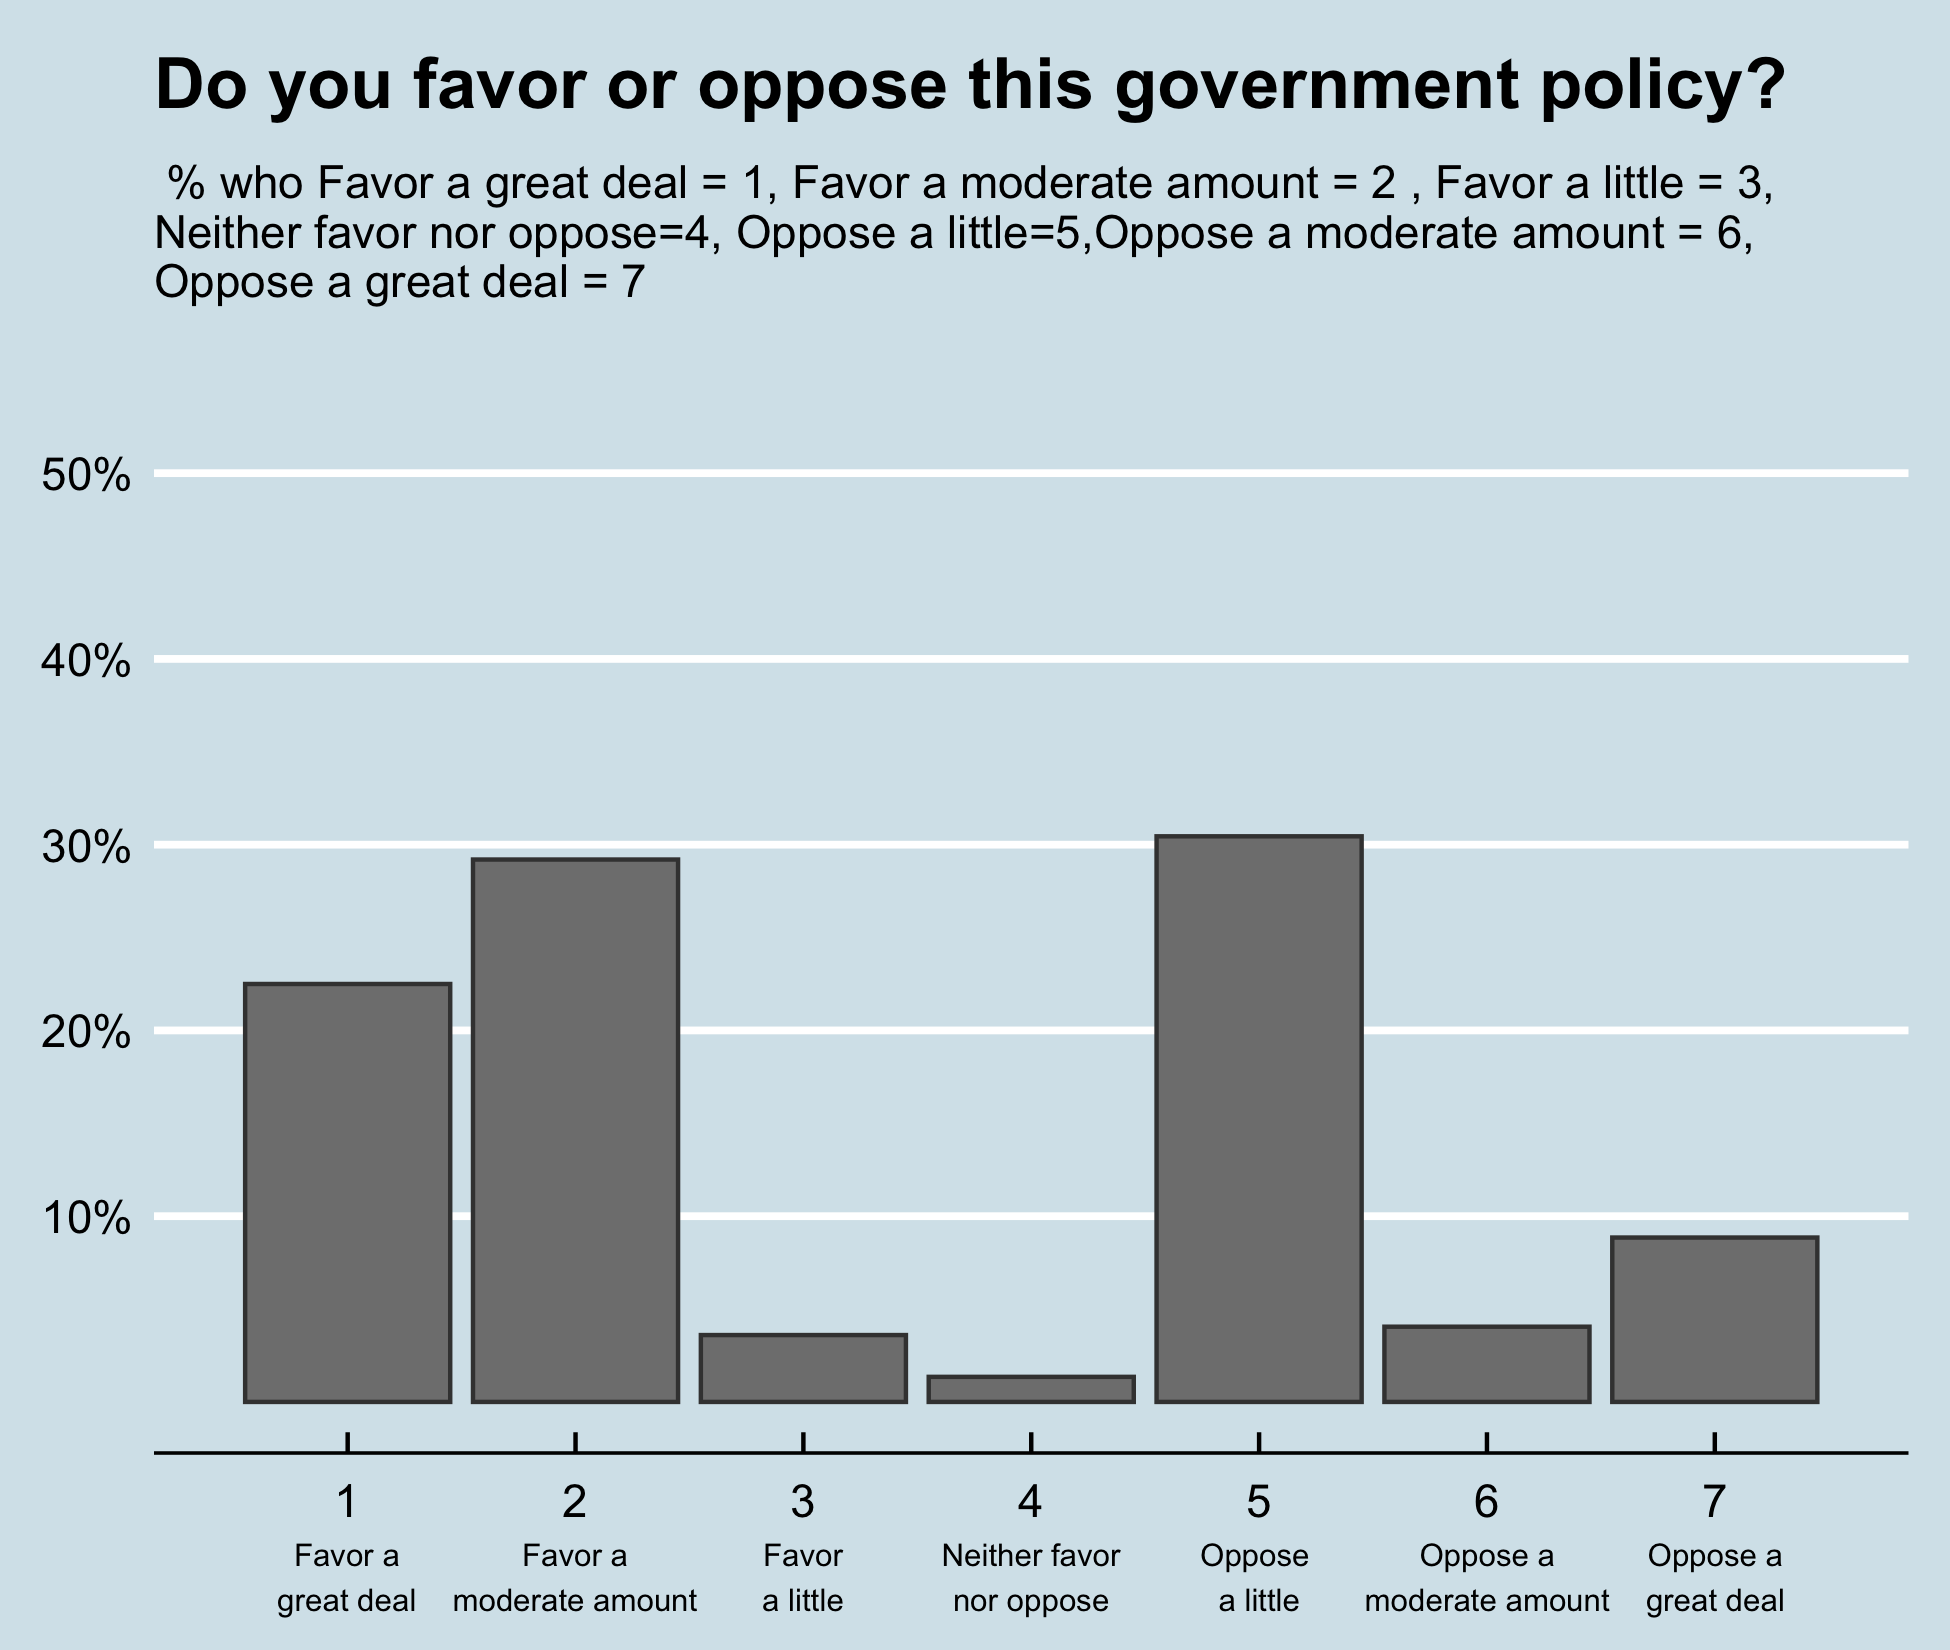 Do you favor or oppose this government policy?
% who Favor a great deal = 1, Favor a moderate amount = 2 , Favor a little = 3,
Neither favor nor oppose=4, Oppose a little=5,Oppose a moderate amount = 6,
Oppose a great deal = 7
50%
40%
30%
20%
10%
1 2 3 4 5 6 7
Favor a Favor a Favor Neither favor Oppose Oppose a Oppose a
great deal moderate amount a little nor oppose a little moderate amount great deal